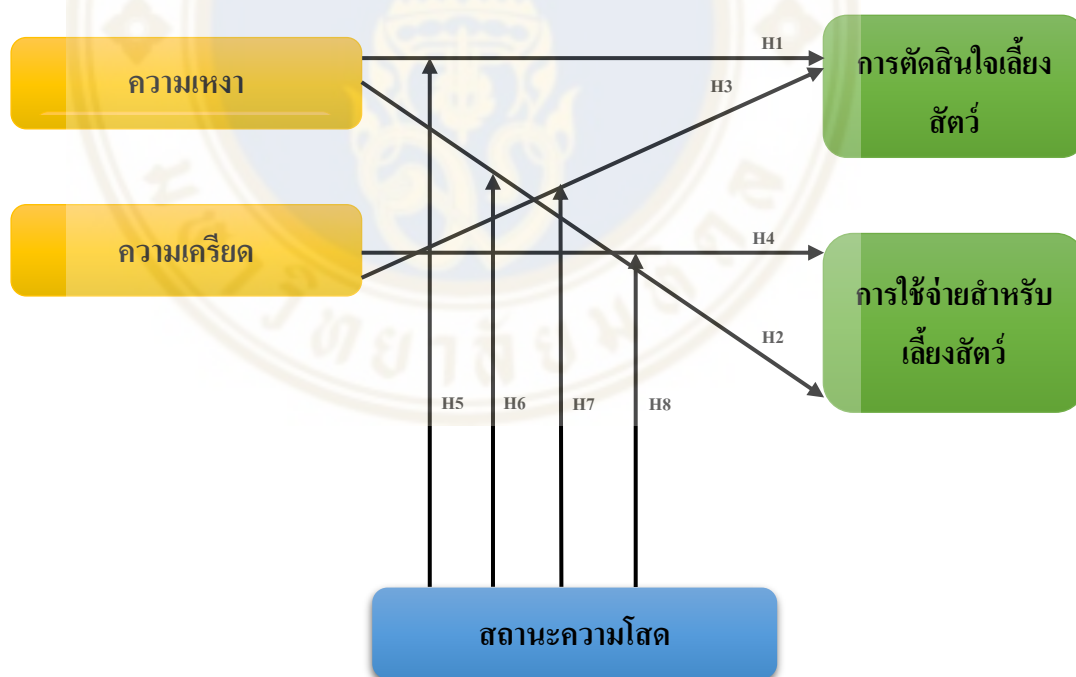 ความเหงา
H1
H3
การตัดสินใจเลี้ยง
สัตว์
ความเครียด
H4
การใช้จ่ายสำหรับ
เลี้ยงสัตว์
H2
H5
H6
H7
H8
สถานะความโสด